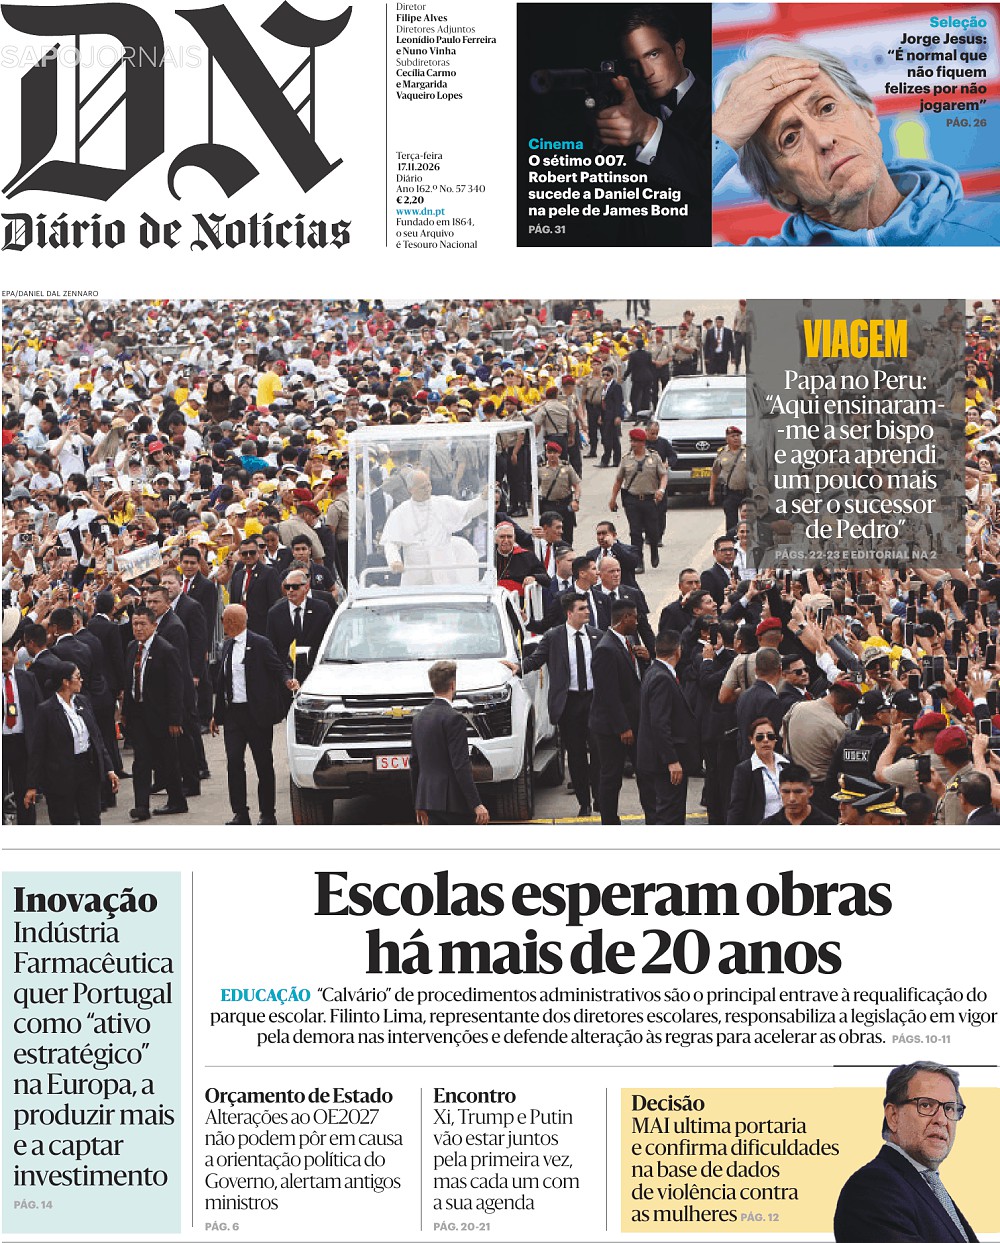 SAPOJORNAIS
DN
Diário de Notícias
Diretor
Filipe Alves
Diretores Adjuntos
Leonídio Paulo Ferreira
e Nuno Vinha
Subdiretoras
Cecília Carmo
e Margarida
Vaqueiro Lopes
Terça-feira
17.11.2026
Diário
Ano 162.º No. 57 340
€ 2,20
www.dn.pt
Fundado em 1864,
o seu Arquivo
é Tesouro Nacional
Cinema
O sétimo 007.
Robert Pattinson
sucede a Daniel Craig
na pele de James Bond
PÁG. 31
Seleção
Jorge Jesus:
“É normal que
não fiquem
felizes por não
jogarem”
PÁG. 26
EPA/DANIEL DAL ZENNARO
VIAGEM
Papa no Peru:
“Aqui ensinaram-
-me a ser bispo
e agora aprendi
um pouco mais
a ser o sucessor
de Pedro”
PÁGS. 22-23 E EDITORIAL NA 2
TOYOTA
SCV
UDEX
Inovação
Indústria
Farmacêutica
quer Portugal
como “ativo
estratégico”
na Europa, a
produzir mais
e a captar
investimento
PÁG. 14
Escolas esperam obras
há mais de 20 anos
EDUCAÇÃO “Calvário” de procedimentos administrativos são o principal entrave à requalificação do
parque escolar. Filinto Lima, representante dos diretores escolares, responsabiliza a legislação em vigor
pela demora nas intervenções e defende alteração às regras para acelerar as obras. PÁGS. 10-11
Orçamento de Estado
Alterações ao OE2027
não podem pôr em causa
a orientação política do
Governo, alertam antigos
ministros
PÁG. 6
Encontro
Xi, Trump e Putin
vão estar juntos
pela primeira vez,
mas cada um com
a sua agenda
PÁG. 20-21
Decisão
MAI ultima portaria
e confirma dificuldades
na base de dados
de violência contra
as mulheres PÁG. 12